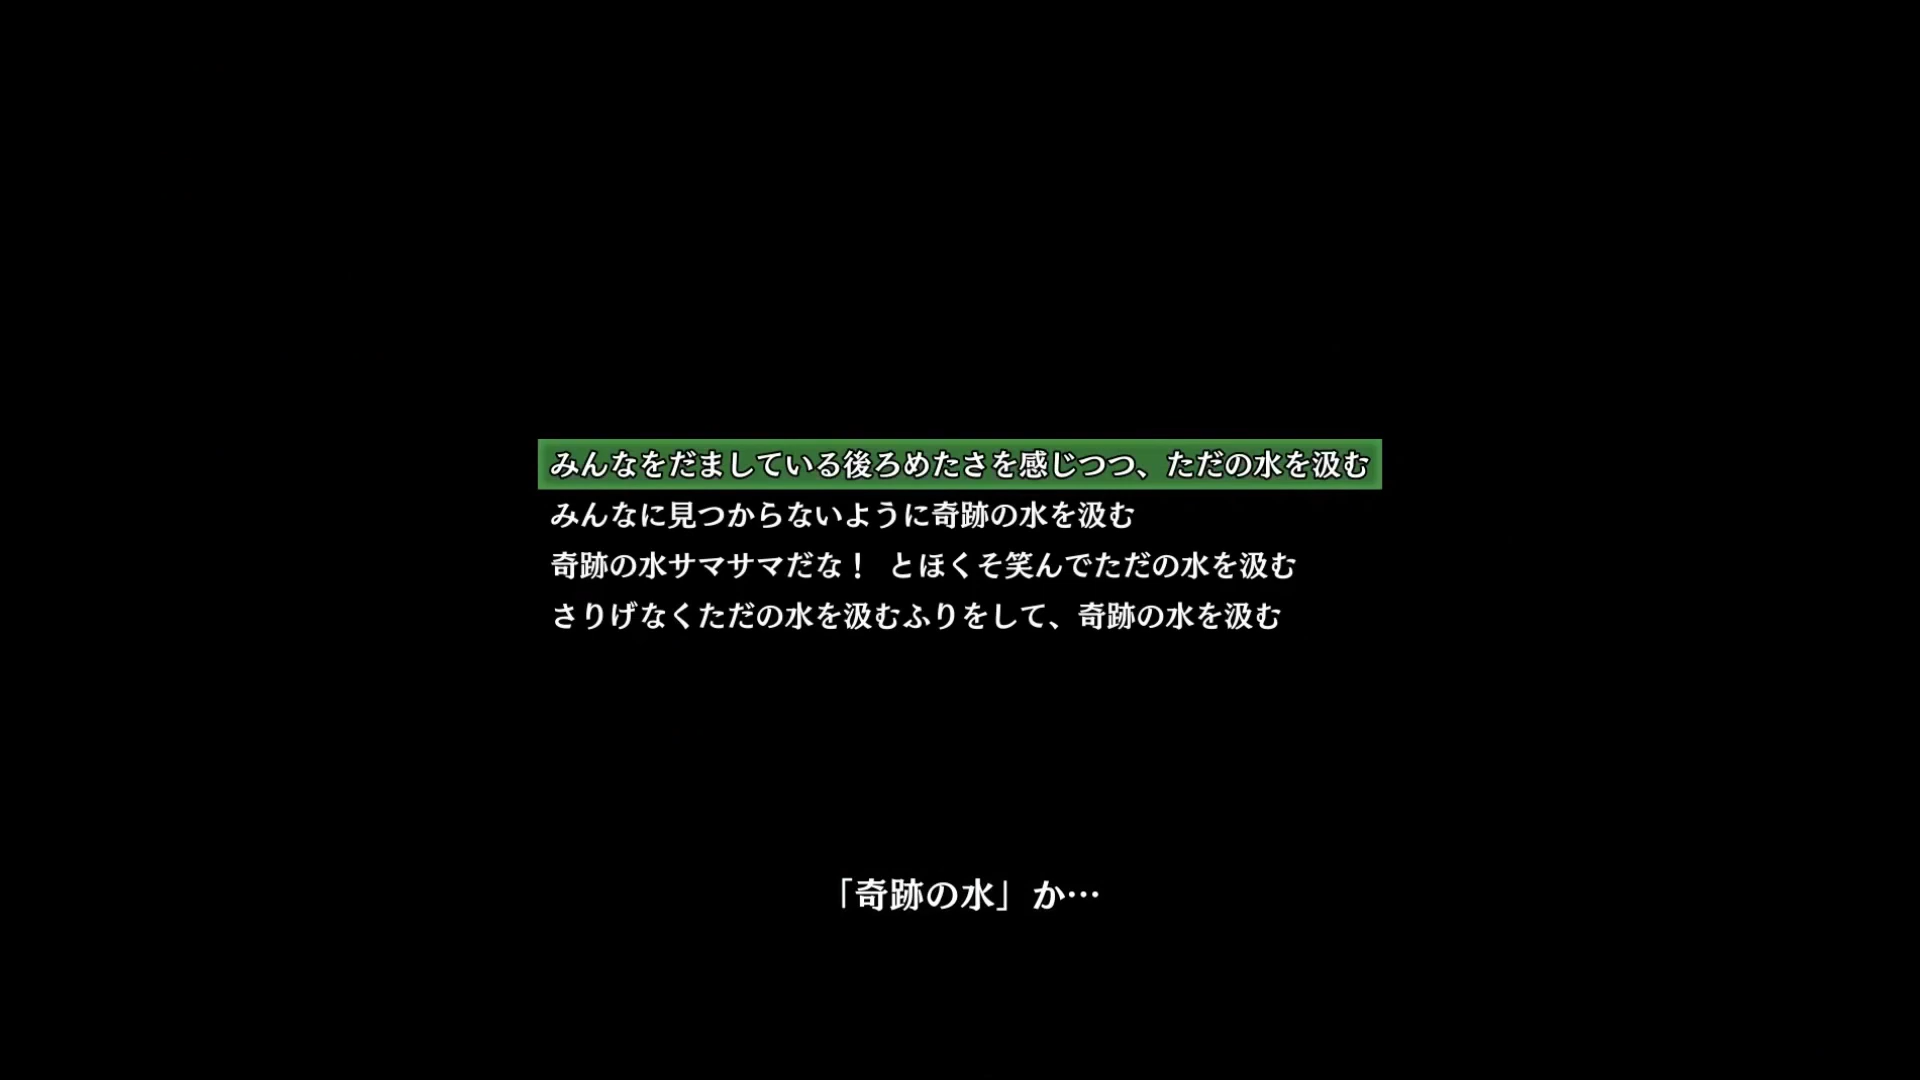 みんなをだましている後ろめたさを感じつつ、ただの水を汲む
みんなに見つからないように奇跡の水を汲む
奇跡の水サマサマだな！ とほくそ笑んでただの水を汲む
さりげなくただの水を汲むふりをして、奇跡の水を汲む
「奇跡の水」か…